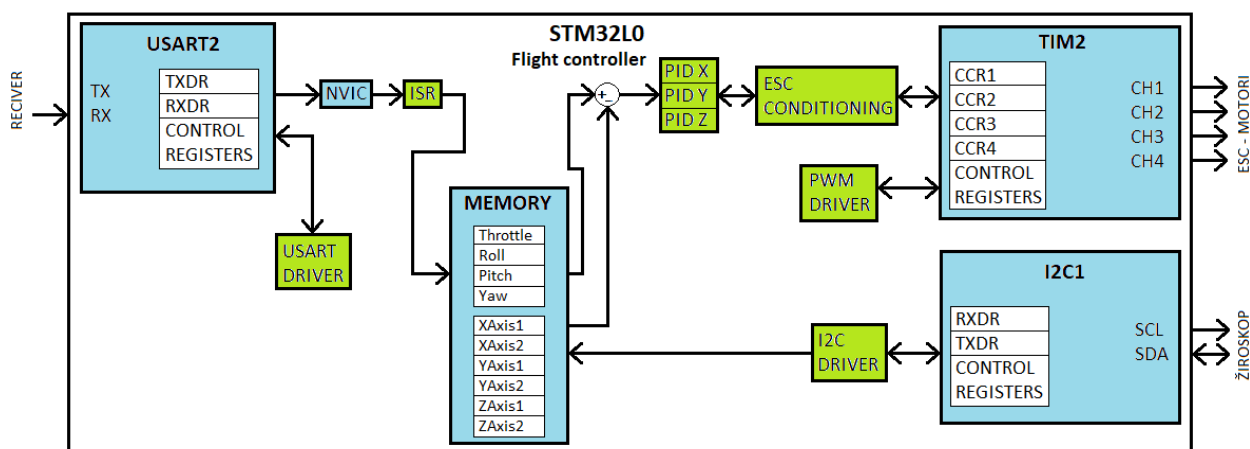 STM32L0
Flight controller
RECIVER
USART2
TX
RX
TXDR
RXDR
CONTROL
REGISTERS
NVIC
ISR
USART
DRIVER
MEMORY
Throttle
Roll
Pitch
Yaw
XAxis1
XAxis2
YAxis1
YAxis2
ZAxis1
ZAxis2
+
-
PID X
PID Y
PID Z
ESC
CONDITIONING
PWM
DRIVER
TIM2
CCR1
CCR2
CCR3
CCR4
CONTROL
REGISTERS
CH1
CH2
CH3
CH4
ESC - MOTORI
I2C
DRIVER
I2C1
RXDR
TXDR
CONTROL
REGISTERS
SCL
SDA
ŽIROSKOP